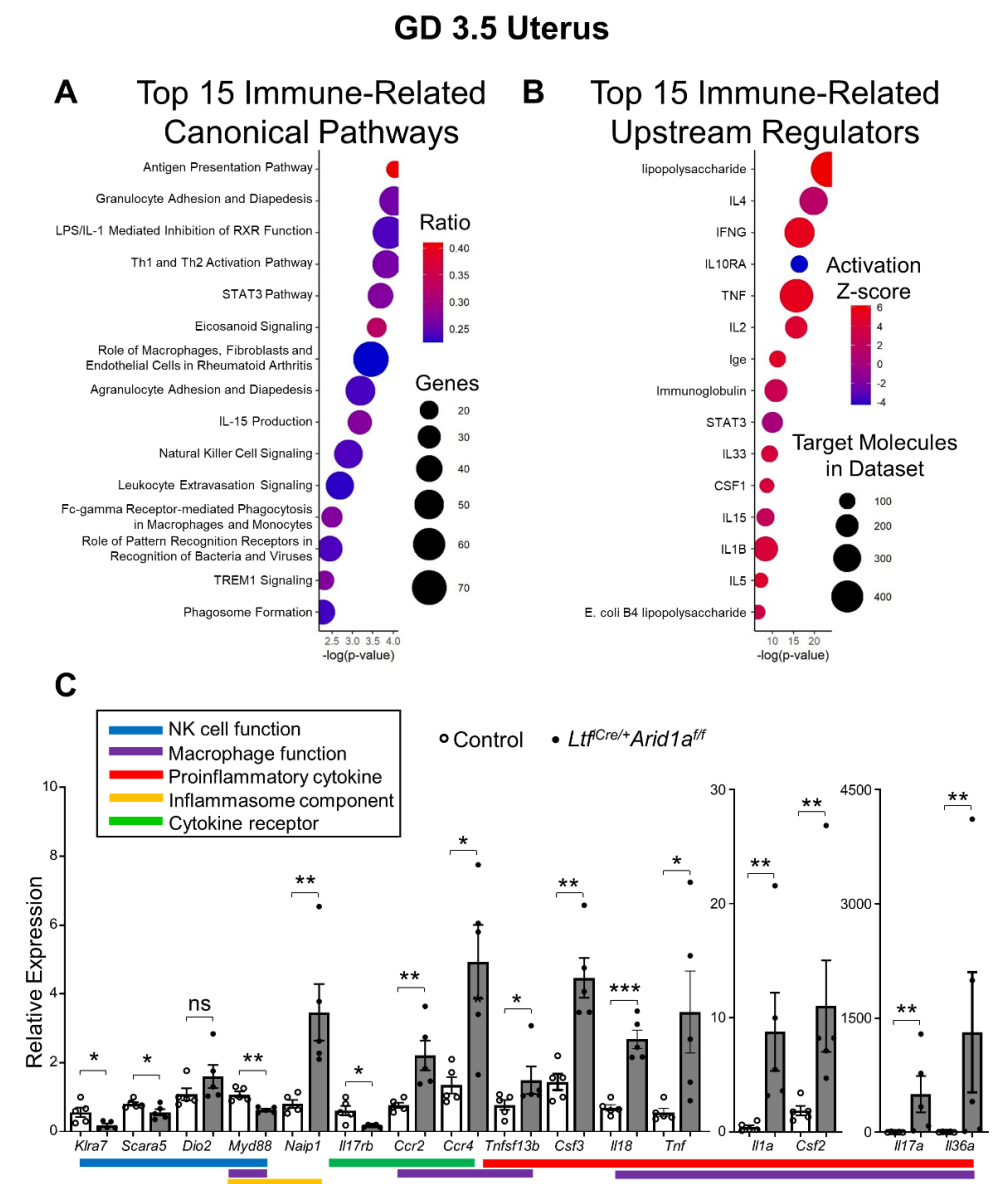 GD 3.5 Uterus
A
Top 15 Immune-Related
Canonical Pathways
Antigen Presentation Pathway
Granulocyte Adhesion and Diapedesis
LPS/IL-1 Mediated Inhibition of RXR Function
Th1 and Th2 Activation Pathway
STAT3 Pathway
Eicosanoid Signaling
Role of Macrophages, Fibroblasts and
Endothelial Cells in Rheumatoid Arthritis
Agranulocyte Adhesion and Diapedesis
IL-15 Production
Natural Killer Cell Signaling
Leukocyte Extravasation Signaling
Fc-gamma Receptor-mediated Phagocytosis
in Macrophages and Monocytes
Role of Pattern Recognition Receptors in
Recognition of Bacteria and Viruses
TREM1 Signaling
Phagosome Formation
2.5 3.0 3.5 4.0
-log(p-value)
Ratio
0.40
0.35
0.30
0.25
Genes
20
30
40
50
60
70
B
Top 15 Immune-Related
Upstream Regulators
lipopolysaccharide
IL4
IFNG
IL10RA
TNF
IL2
Ige
Immunoglobulin
STAT3
IL33
CSF1
IL15
IL1B
IL5
E. coli B4 lipopolysaccharide
10 15 20
-log(p-value)
Activation
Z-score
6
4
2
0
-2
-4
Target Molecules
in Dataset
100
200
300
400
C
NK cell function
Macrophage function
Proinflammatory cytokine
Inflammasome component
Cytokine receptor
Control
LtfiCre/+Arid1af/f
Relative Expression
10
8
6
4
2
0
* * ns ** ** * ** * * ** *** *
Klra7 Scara5 Dio2 Myd88 Naip1 Il17rb Ccr2 Ccr4 Tnfsf13b Csf3 Il18 Tnf
30
20
10
0
** **
Il1a Csf2
4500
3000
1500
0
** **
Il17a Il36a